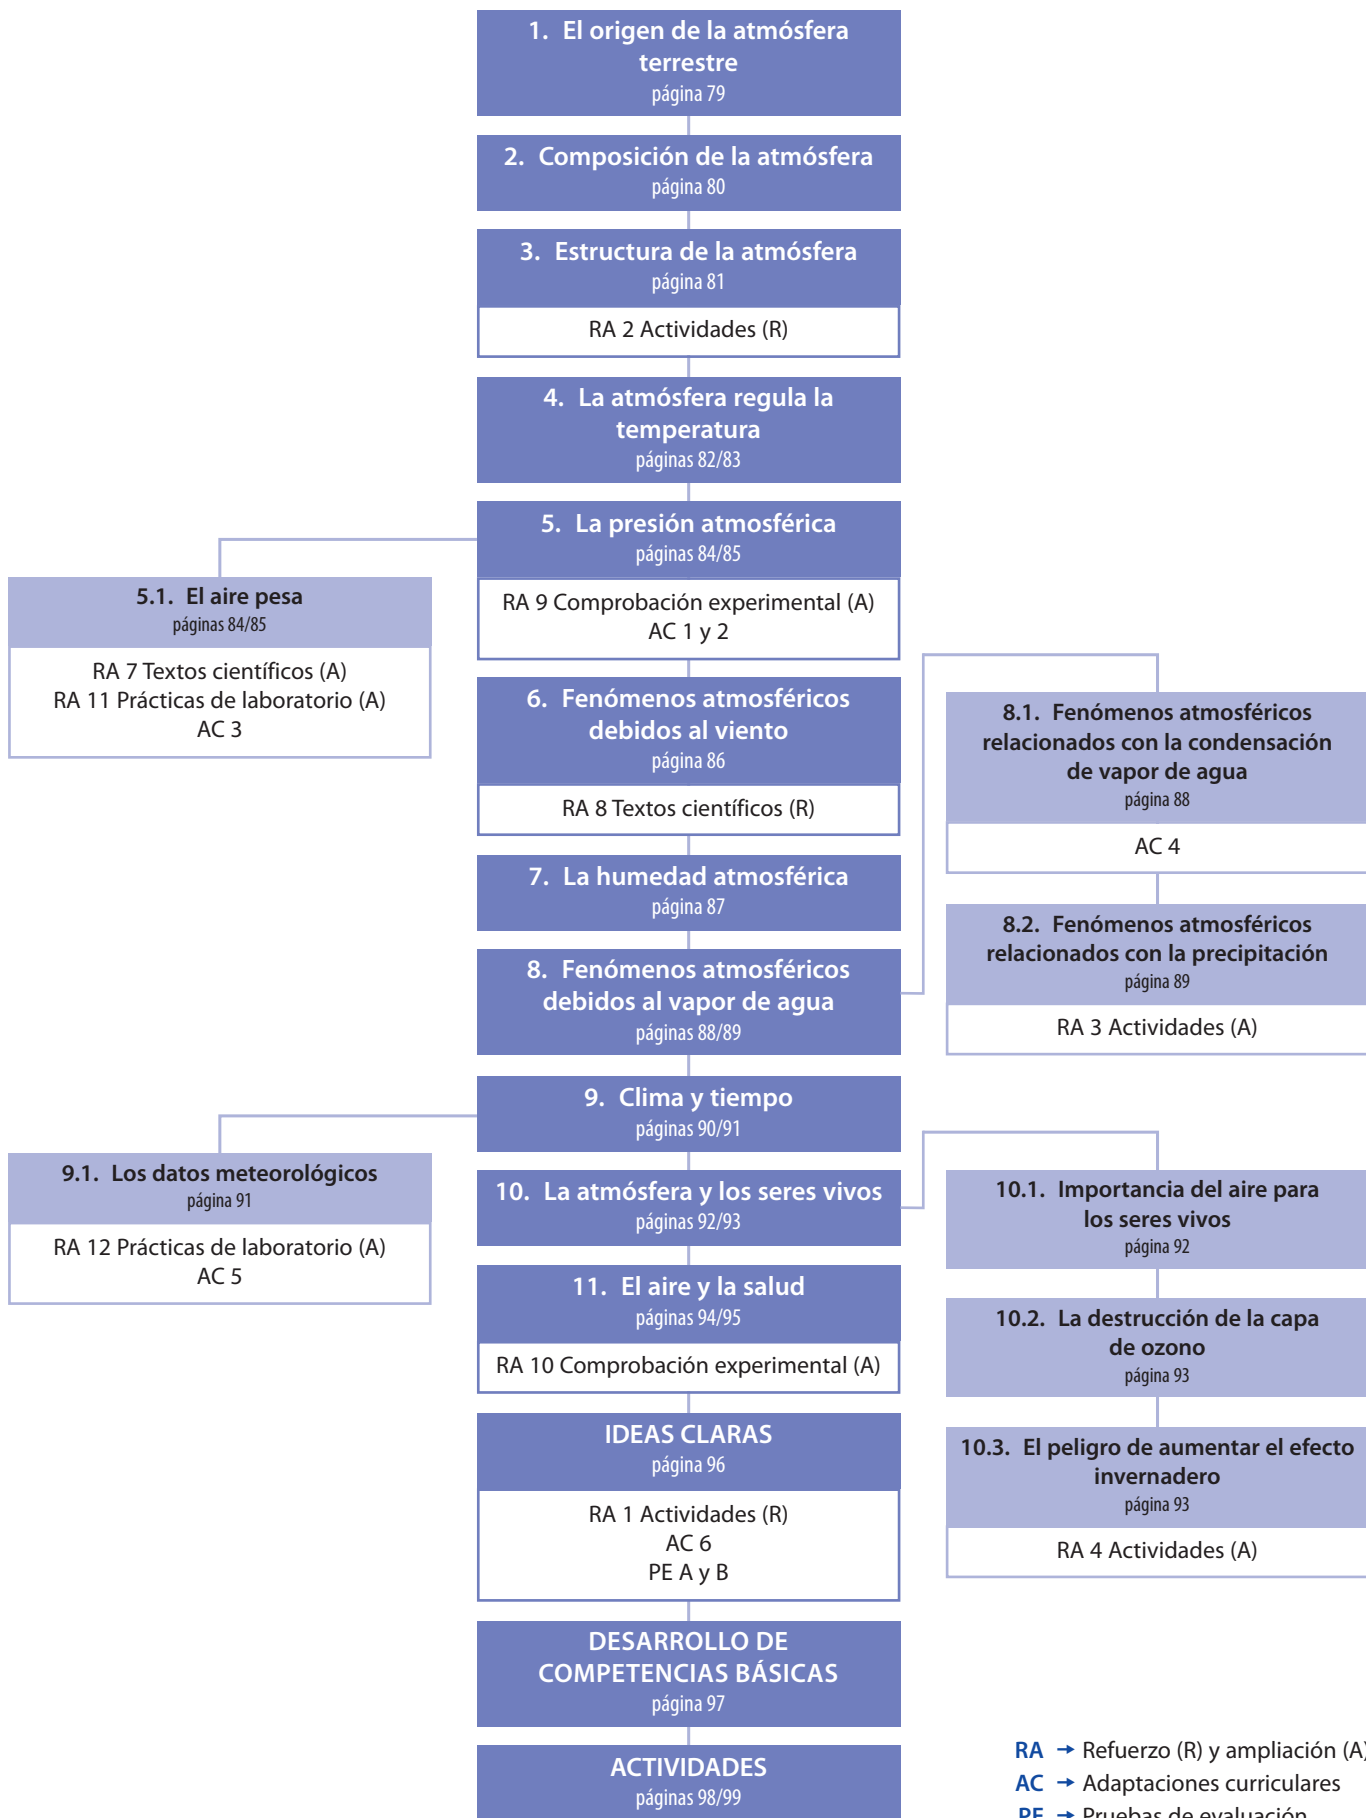 1. El origen de la atmósfera
terrestre
página 79
2. Composición de la atmósfera
página 80
3. Estructura de la atmósfera
página 81
RA 2 Actividades (R)
4. La atmósfera regula la
temperatura
páginas 82/83
5. La presión atmosférica
páginas 84/85
RA 9 Comprobación experimental (A)
AC 1 y 2
5.1. El aire pesa
páginas 84/85
RA 7 Textos científicos (A)
RA 11 Prácticas de laboratorio (A)
AC 3
6. Fenómenos atmosféricos
debidos al viento
página 86
RA 8 Textos científicos (R)
7. La humedad atmosférica
página 87
8. Fenómenos atmosféricos
debidos al vapor de agua
páginas 88/89
8.1. Fenómenos atmosféricos
relacionados con la condensación
de vapor de agua
página 88
AC 4
8.2. Fenómenos atmosféricos
relacionados con la precipitación
página 89
RA 3 Actividades (A)
9. Clima y tiempo
páginas 90/91
9.1. Los datos meteorológicos
página 91
RA 12 Prácticas de laboratorio (A)
AC 5
10. La atmósfera y los seres vivos
páginas 92/93
10.1. Importancia del aire para
los seres vivos
página 92
10.2. La destrucción de la capa
de ozono
página 93
10.3. El peligro de aumentar el efecto
invernadero
página 93
RA 4 Actividades (A)
11. El aire y la salud
páginas 94/95
RA 10 Comprobación experimental (A)
IDEAS CLARAS
página 96
RA 1 Actividades (R)
AC 6
PE A y B
DESARROLLO DE
COMPETENCIAS BÁSICAS
página 97
ACTIVIDADES
páginas 98/99
RA → Refuerzo (R) y ampliación (A)
AC → Adaptaciones curriculares
PE → Pruebas de evaluación